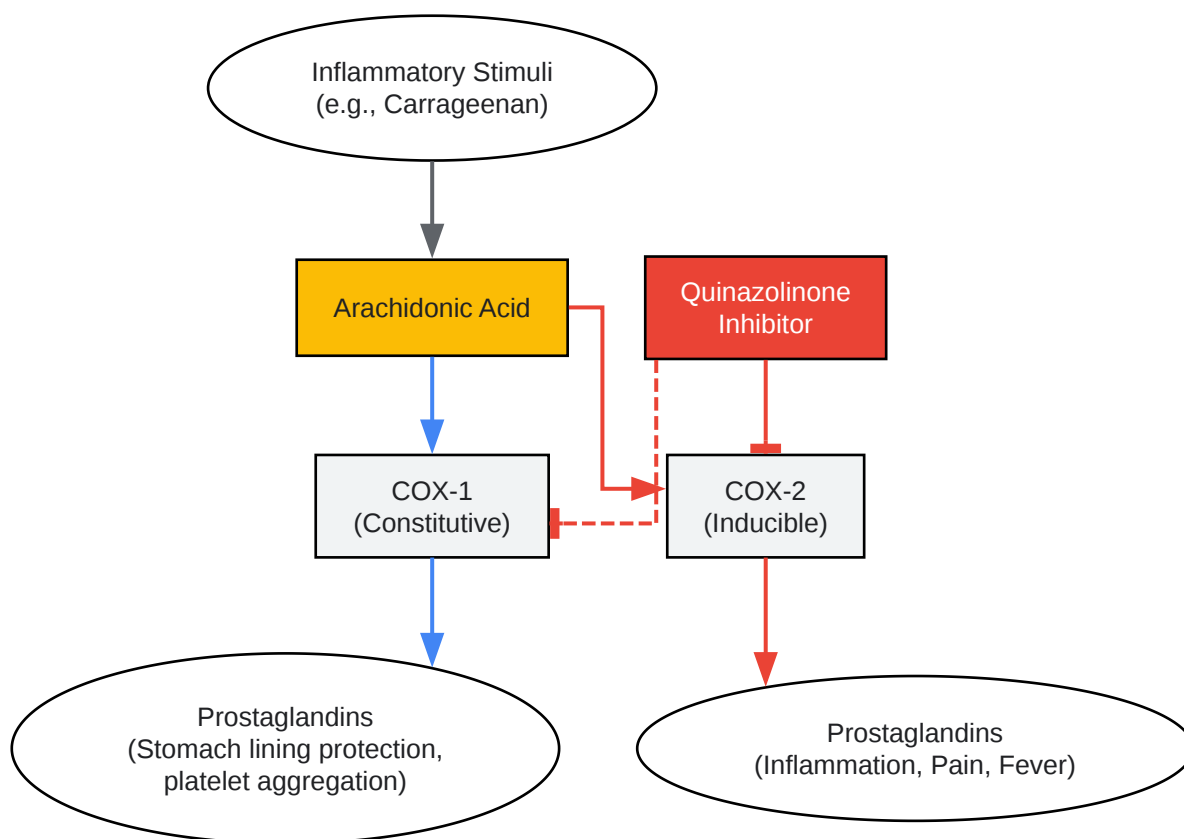 Inflammatory Stimuli
(e.g., Carrageenan)
Arachidonic Acid
Quinazolinone
Inhibitor
COX-1
(Constitutive)
COX-2
(Inducible)
Prostaglandins
(Stomach lining protection,
platelet aggregation)
Prostaglandins
(Inflammation, Pain, Fever)